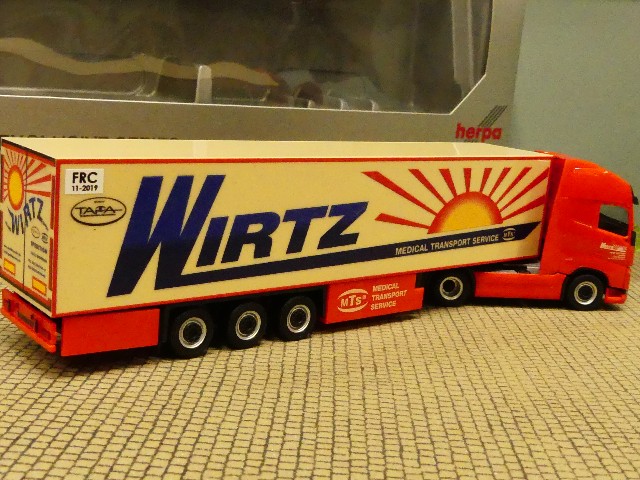 herpa
FRC
11-2019
TAPA
WIRTZ
MEDICAL TRANSPORT SERVICE MTS
WIRTZ
MTS®
MEDICAL
TRANSPORT
SERVICE